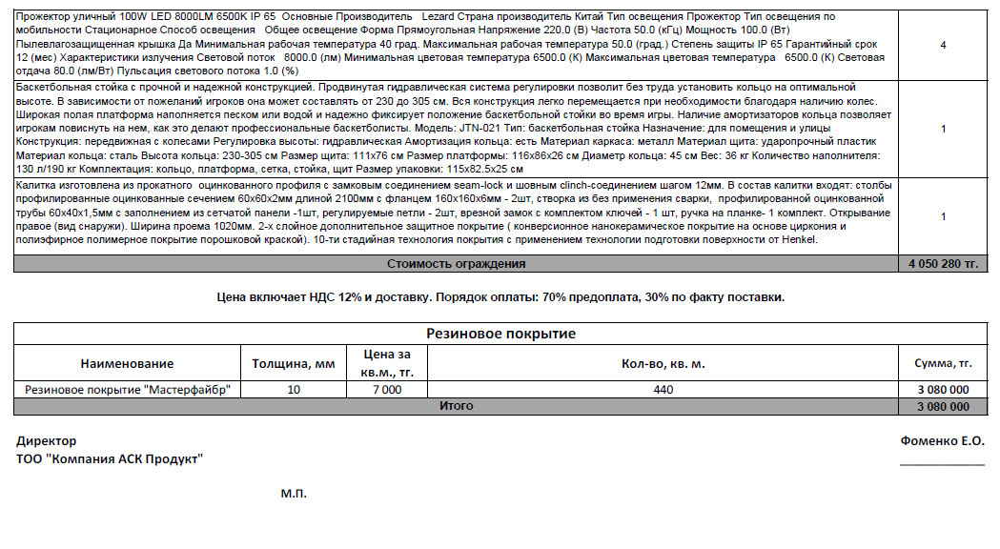 Прожектор уличный 100W LED 8000LM 6500K IP 65 Основные Производитель Lezard Страна производитель Китай Тип освещения Прожектор Тип освещения по
мобильности Стационарное Способ освещения Общее освещение Форма Прямоугольная Напряжение 220.0 (В) Частота 50.0 (кГц) Мощность 100.0 (Вт)
Пылевлагозащищенная крышка Да Минимальная рабочая температура 40 град. Максимальная рабочая температура 50.0 (град.) Степень защиты IP 65 Гарантийный срок
12 (мес) Характеристики излучения Световой поток 8000.0 (лм) Минимальная цветовая температура 6500.0 (К) Максимальная цветовая температура 6500.0 (К) Световая
отдача 80.0 (лм/Вт) Пульсация светового потока 1.0 (%)
4
Баскетбольная стойка с прочной и надежной конструкцией. Продвинутая гидравлическая система регулировки позволит без труда установить кольцо на оптимальной
высоте. В зависимости от пожеланий игроков она может составлять от 230 до 305 см. Вся конструкция легко перемещается при необходимости благодаря наличию колес.
Широкая полая платформа наполняется песком или водой и надежно фиксирует положение баскетбольной стойки во время игры. Наличие амортизаторов кольца позволяет
игрокам повиснуть на нем, как это делают профессиональные баскетболисты. Модель: JTN-021 Тип: баскетбольная стойка Назначение: для помещения и улицы
Конструкция: передвижная с колесами Регулировка высоты: гидравлическая Амортизация кольца: есть Материал каркаса: металл Материал щита: ударопрочный пластик
Материал кольца: сталь Высота кольца: 230-305 см Размер щита: 111х76 см Размер платформы: 116х86х26 см Диаметр кольца: 45 см Вес: 36 кг Количество наполнителя:
130 л/190 кг Комплектация: кольцо, платформа, сетка, стойка, щит Размер упаковки: 115х82.5х25 см
1
Калитка изготовлена из прокатного оцинкованного профиля с замковым соединением seam-lock и шовным clinch-соединением шагом 12мм. В состав калитки входят: столбы
профилированные оцинкованные сечением 60х60х2мм длиной 2100мм с фланцем 160х160х6мм - 2шт, створка из без применения сварки, профилированной оцинкованной
трубы 60х40х1,5мм с заполнением из сетчатой панели -1шт, регулируемые петли - 2шт, врезной замок с комплектом ключей - 1 шт, ручка на планке- 1 комплект. Открывание
правое (вид снаружи). Ширина проема 1020мм. 2-х слойное дополнительное защитное покрытие ( конверсионное нанокерамическое покрытие на основе циркония и
полиэфирное полимерное покрытие порошковой краской). 10-ти стадийная технология покрытия с применением технологии подготовки поверхности от Henkel.
1
Стоимость ограждения 4 050 280 тг.
Цена включает НДС 12% и доставку. Порядок оплаты: 70% предоплата, 30% по факту поставки.
Резиновое покрытие
Наименование Толщина, мм Цена за кв.м., тг. Кол-во, кв. м. Сумма, тг.
Резиновое покрытие "Мастерфайбр" 10 7 000 440 3 080 000
Итого 3 080 000
Директор Фоменко Е.О.
ТОО "Компания АСК Продукт"
М.П.